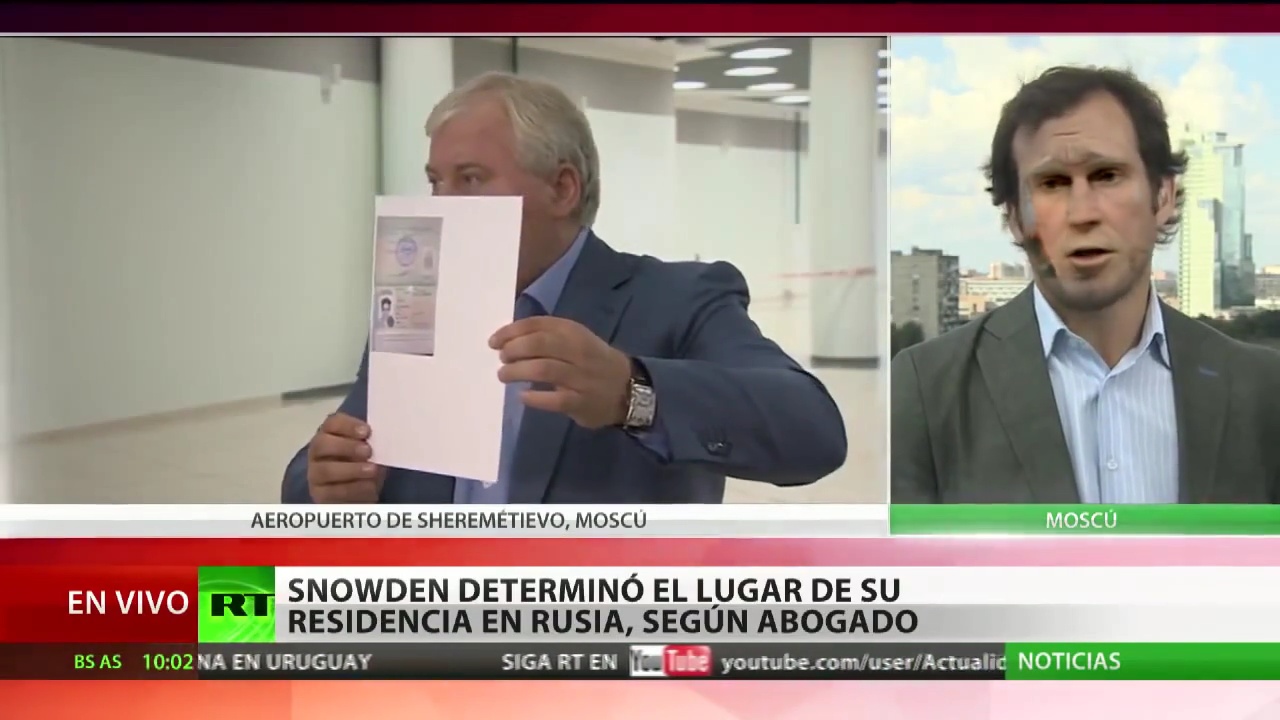 AEROPUERTO DE SHEREMÉTIEVO, MOSCÚ
MOSCÚ
EN VIVO
RT
SNOWDEN DETERMINÓ EL LUGAR DE SU
RESIDENCIA EN RUSIA, SEGÚN ABOGADO
BS AS 10:02 NA EN URUGUAY SIGA RT EN YouTube youtube.com/user/Actualid NOTICIAS